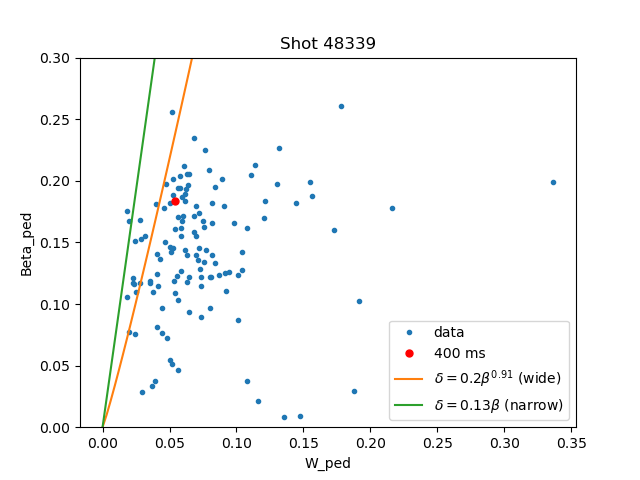 Shot 48339
Beta_ped
0.30
0.25
0.20
0.15
0.10
0.05
0.00
data
400 ms
δ = 0.2β^0.91 (wide)
δ = 0.13β (narrow)
0.00 0.05 0.10 0.15 0.20 0.25 0.30 0.35
W_ped